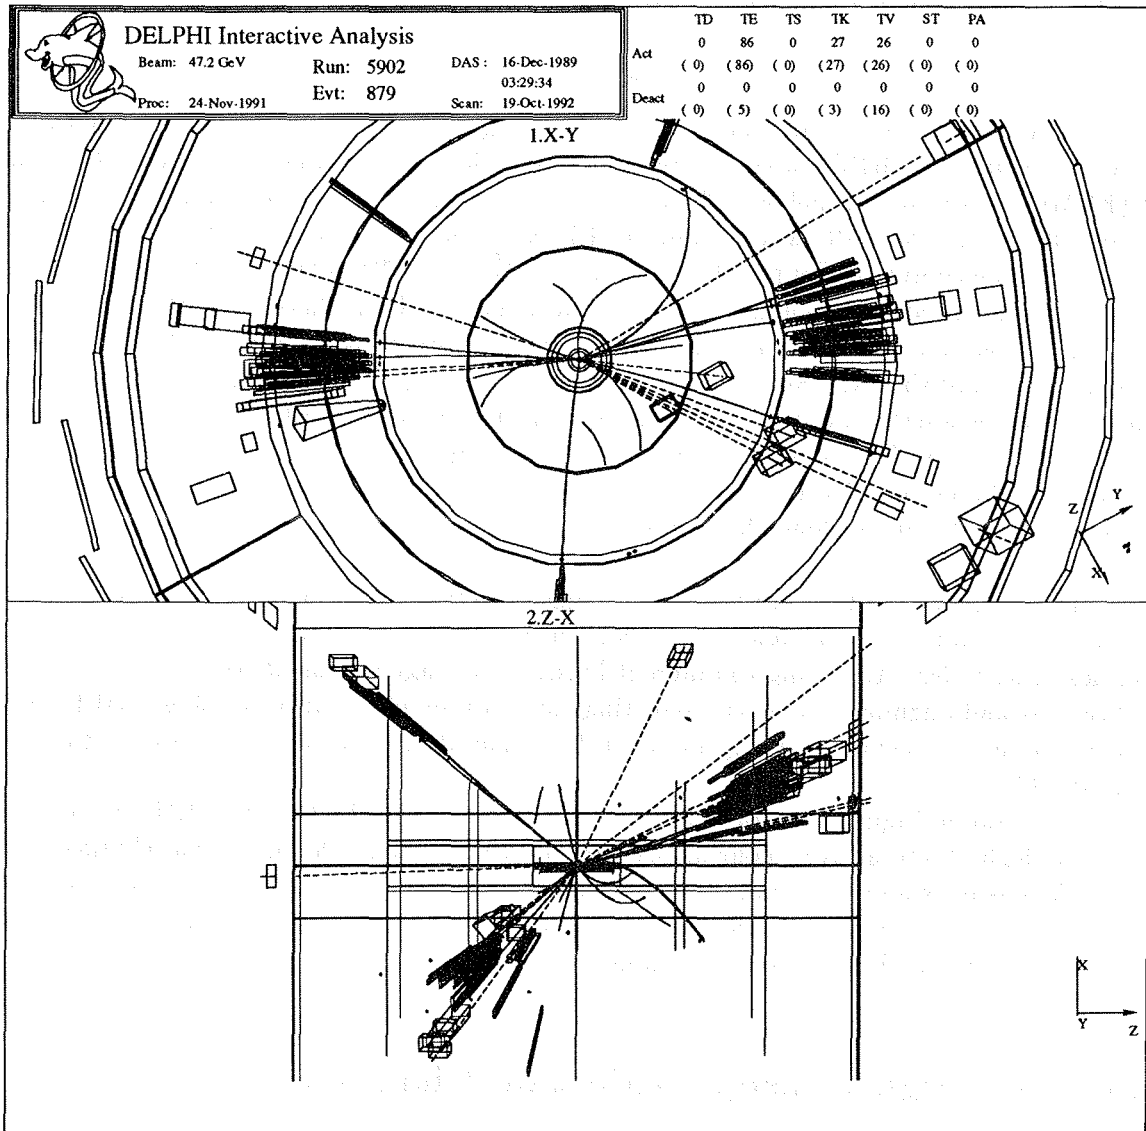 DELPHI Interactive Analysis
Beam: 47.2 GeV Run: 5902 DAS : 16-Dec-1989
03:29:34
Evt: 879
Proc: 24-Nov-1991 Scan: 19-Oct-1992
TD TE TS TK TV ST PA
Act 0 86 0 27 26 0 0
( 0) ( 86) ( 0) ( 27) ( 26) ( 0) ( 0)
Deact 0 0 0 0 0 0 0
( 0) ( 5) ( 0) ( 3) ( 16) ( 0) ( 0)
1.X-Y
Y
Z
X
2.Z-X
X
Y
Z